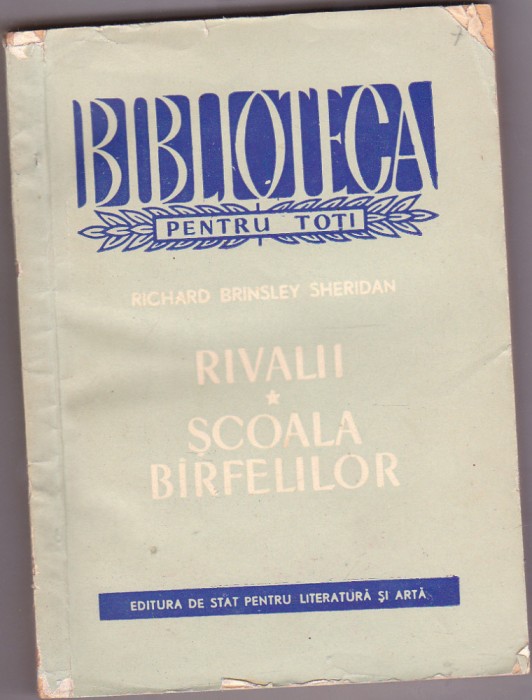 BIBLIOTECA
PENTRU TOȚI
RICHARD BRINSLEY SHERIDAN
RIVALII
★
ȘCOALA
BÎRFELILOR
EDITURA DE STAT PENTRU LITERATURĂ ȘI ARTĂ